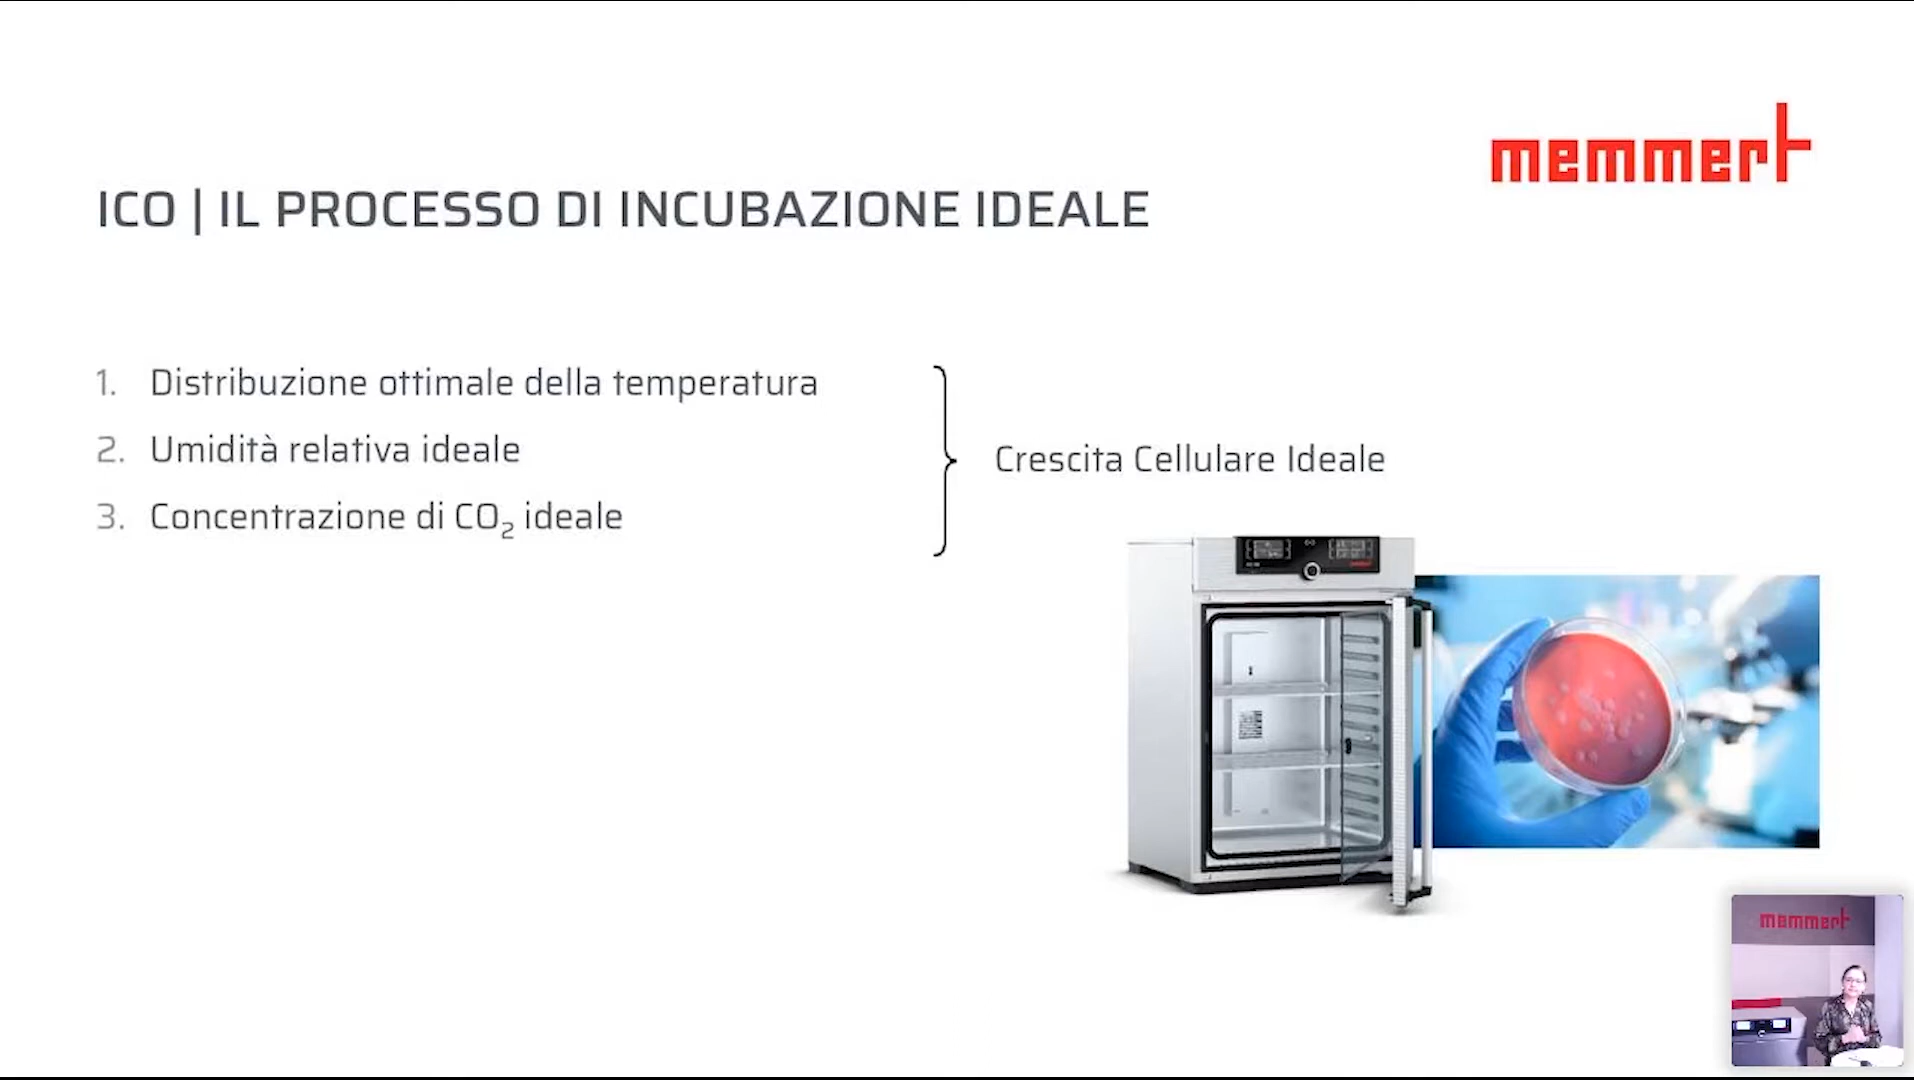 memmert
ICO | IL PROCESSO DI INCUBAZIONE IDEALE
1. Distribuzione ottimale della temperatura
2. Umidità relativa ideale
3. Concentrazione di CO₂ ideale
Crescita Cellulare Ideale
memmert